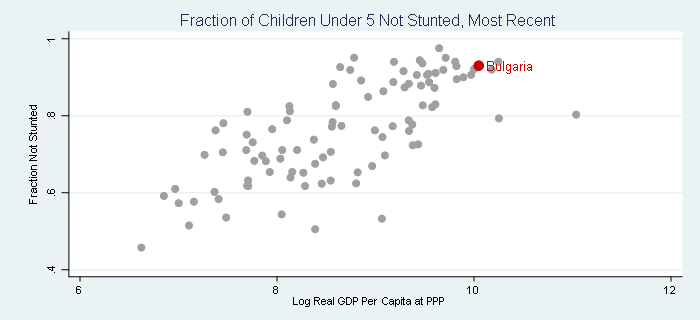 Fraction of Children Under 5 Not Stunted, Most Recent
Fraction Not Stunted
1
.8
.6
.4
Bulgaria
6 8 10 12
Log Real GDP Per Capita at PPP